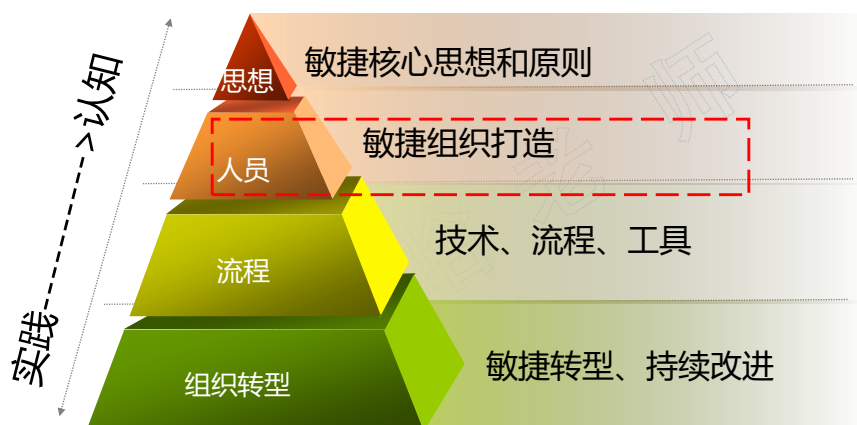 思想
敏捷核心思想和原则
人员
敏捷组织打造
流程
技术、流程、工具
组织转型
敏捷转型、持续改进
实践------>认知